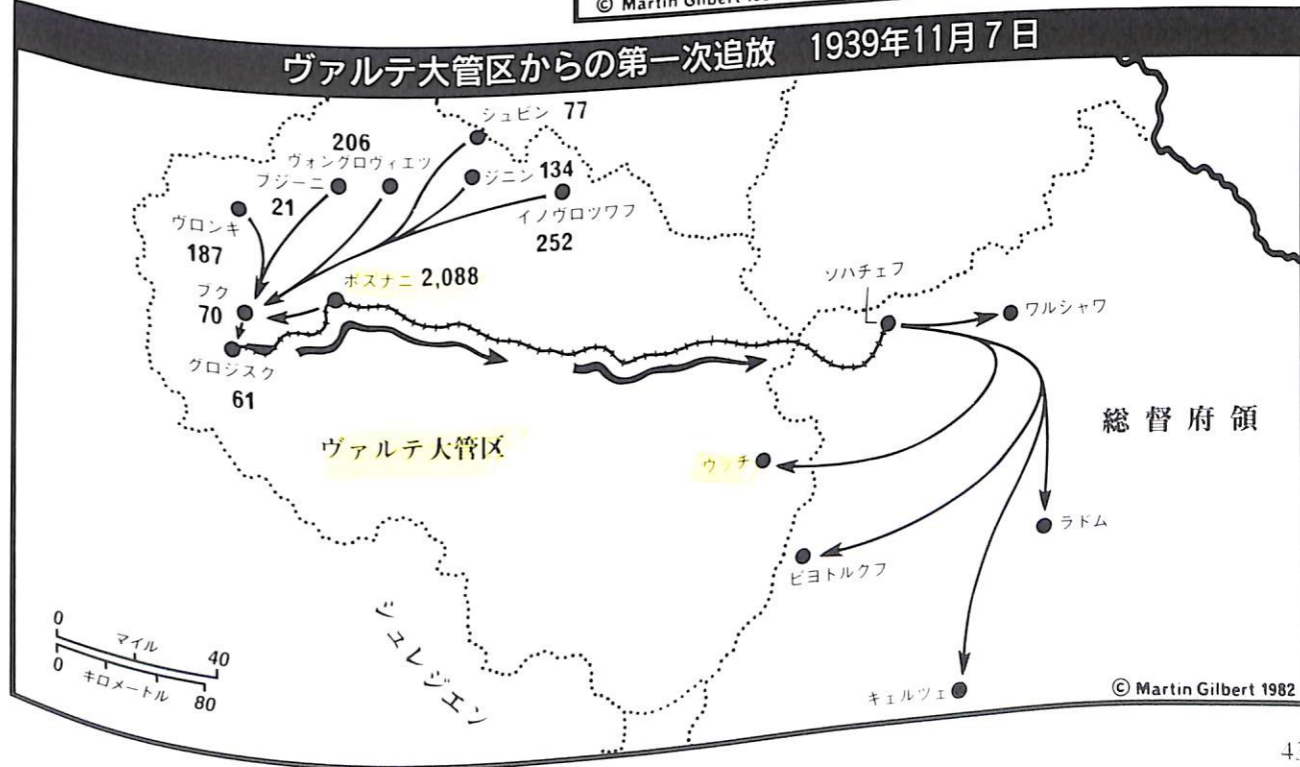 © Martin Gilbert
ヴァルテ大管区からの第一次追放 1939年11月7日
シュビン 77
206
ヴォングロヴィエツ
フジーニ
21
ジニン 134
イノヴロツワフ
252
ヴロンキ
187
ブク
70
ポスナニ 2,088
グロジスク
61
ソハチェフ
ワルシャワ
総督府領
ヴァルテ大管区
ウッチ
ラドム
ピヨトルクフ
シュレジエン
キェルツェ
0
マイル
40
0
キロメートル
80
© Martin Gilbert 1982